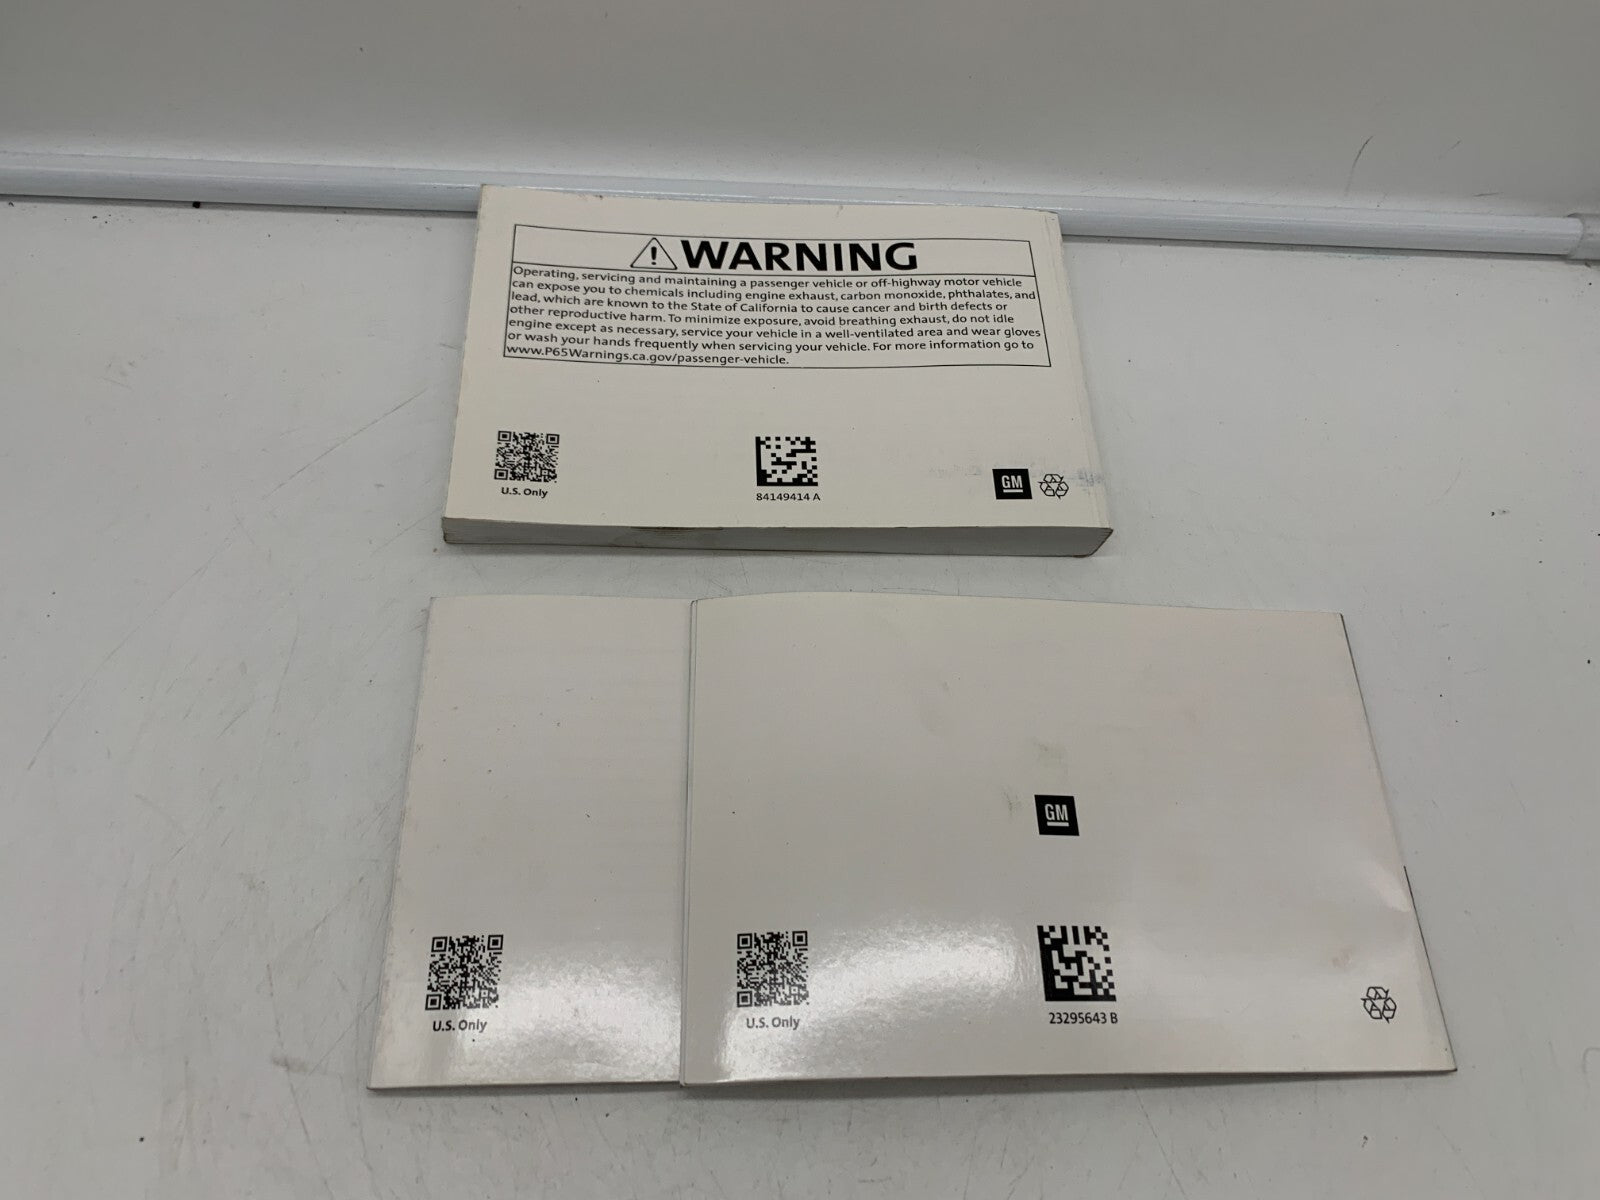 WARNING
Operating, servicing and maintaining a passenger vehicle or off-highway motor vehicle
can expose you to chemicals including engine exhaust, carbon monoxide, phthalates, and
lead, which are known to the State of California to cause cancer and birth defects or
other reproductive harm. To minimize exposure, avoid breathing exhaust, do not idle
engine except as necessary, service your vehicle in a well-ventilated area and wear gloves
or wash your hands frequently when servicing your vehicle. For more information go to
www.P65Warnings.ca.gov/passenger-vehicle.
U.S. Only
84149414 A
GM
GM
U.S. Only
U.S. Only
23295643 B